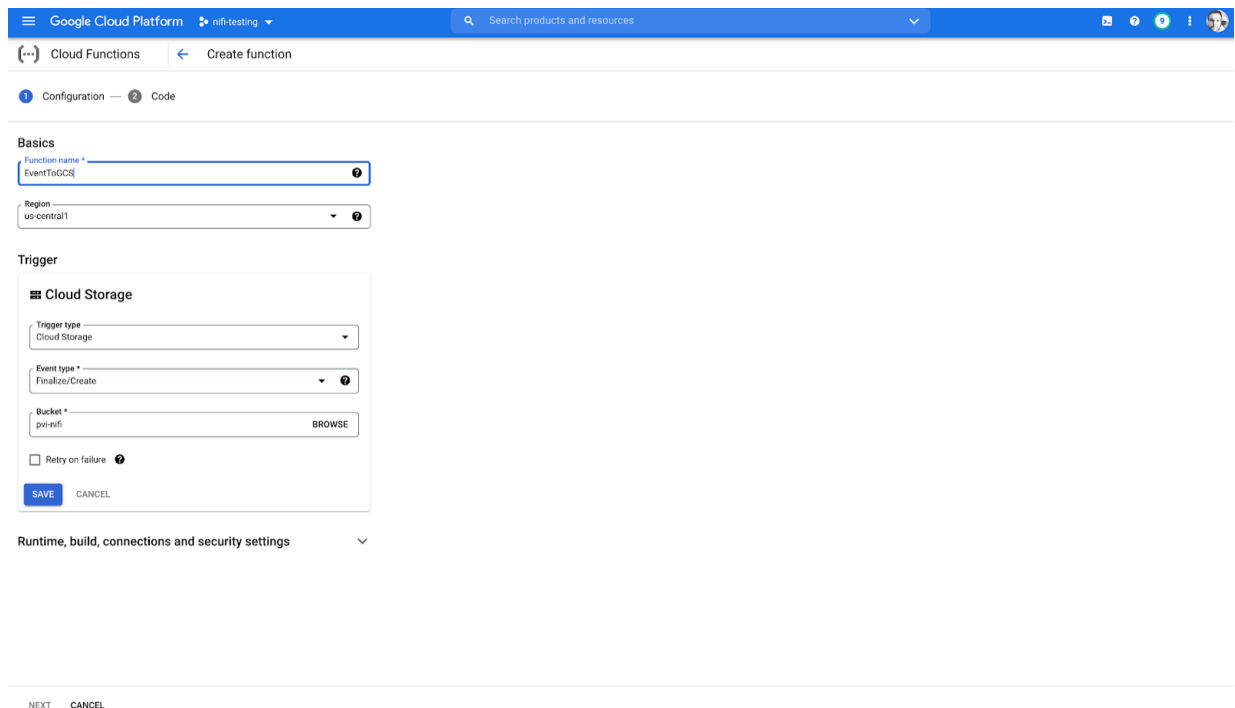 Google Cloud Platform nifi-testing Search products and resources 9
Cloud Functions Create function
1 Configuration — 2 Code
Basics
Function name *
EventToGCS
Region
us-central1
Trigger
Cloud Storage
Trigger type
Cloud Storage
Event type *
Finalize/Create
Bucket *
pvi-nifi BROWSE
Retry on failure
SAVE CANCEL
Runtime, build, connections and security settings
NEXT CANCEL